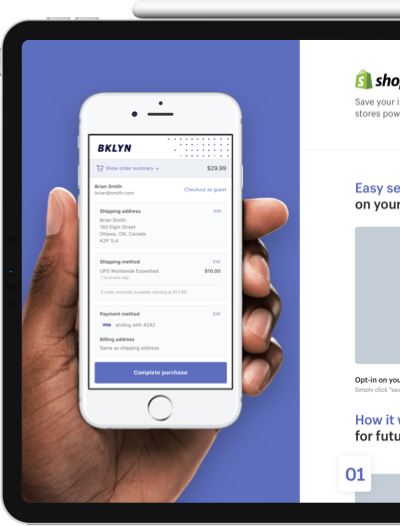 BKLYN
Show order summary
$29.99
Brian Smith
brian@smith.com
Checkout as guest
Shipping address
Edit
Brian Smith
150 Elgin Street
Ottawa, ON, Canada
K2P 1L4
Shipping method
Edit
UPS Worldwide Expedited
$10.00
1 business day
2 other methods available starting at $12.99
Payment method
Edit
VISA ending with 4242
Billing address
Same as shipping address
Complete purchase
shop
Save your i
stores pow
Easy se
on your
Opt-in on you
Simply click "sav
How it w
for futu
01